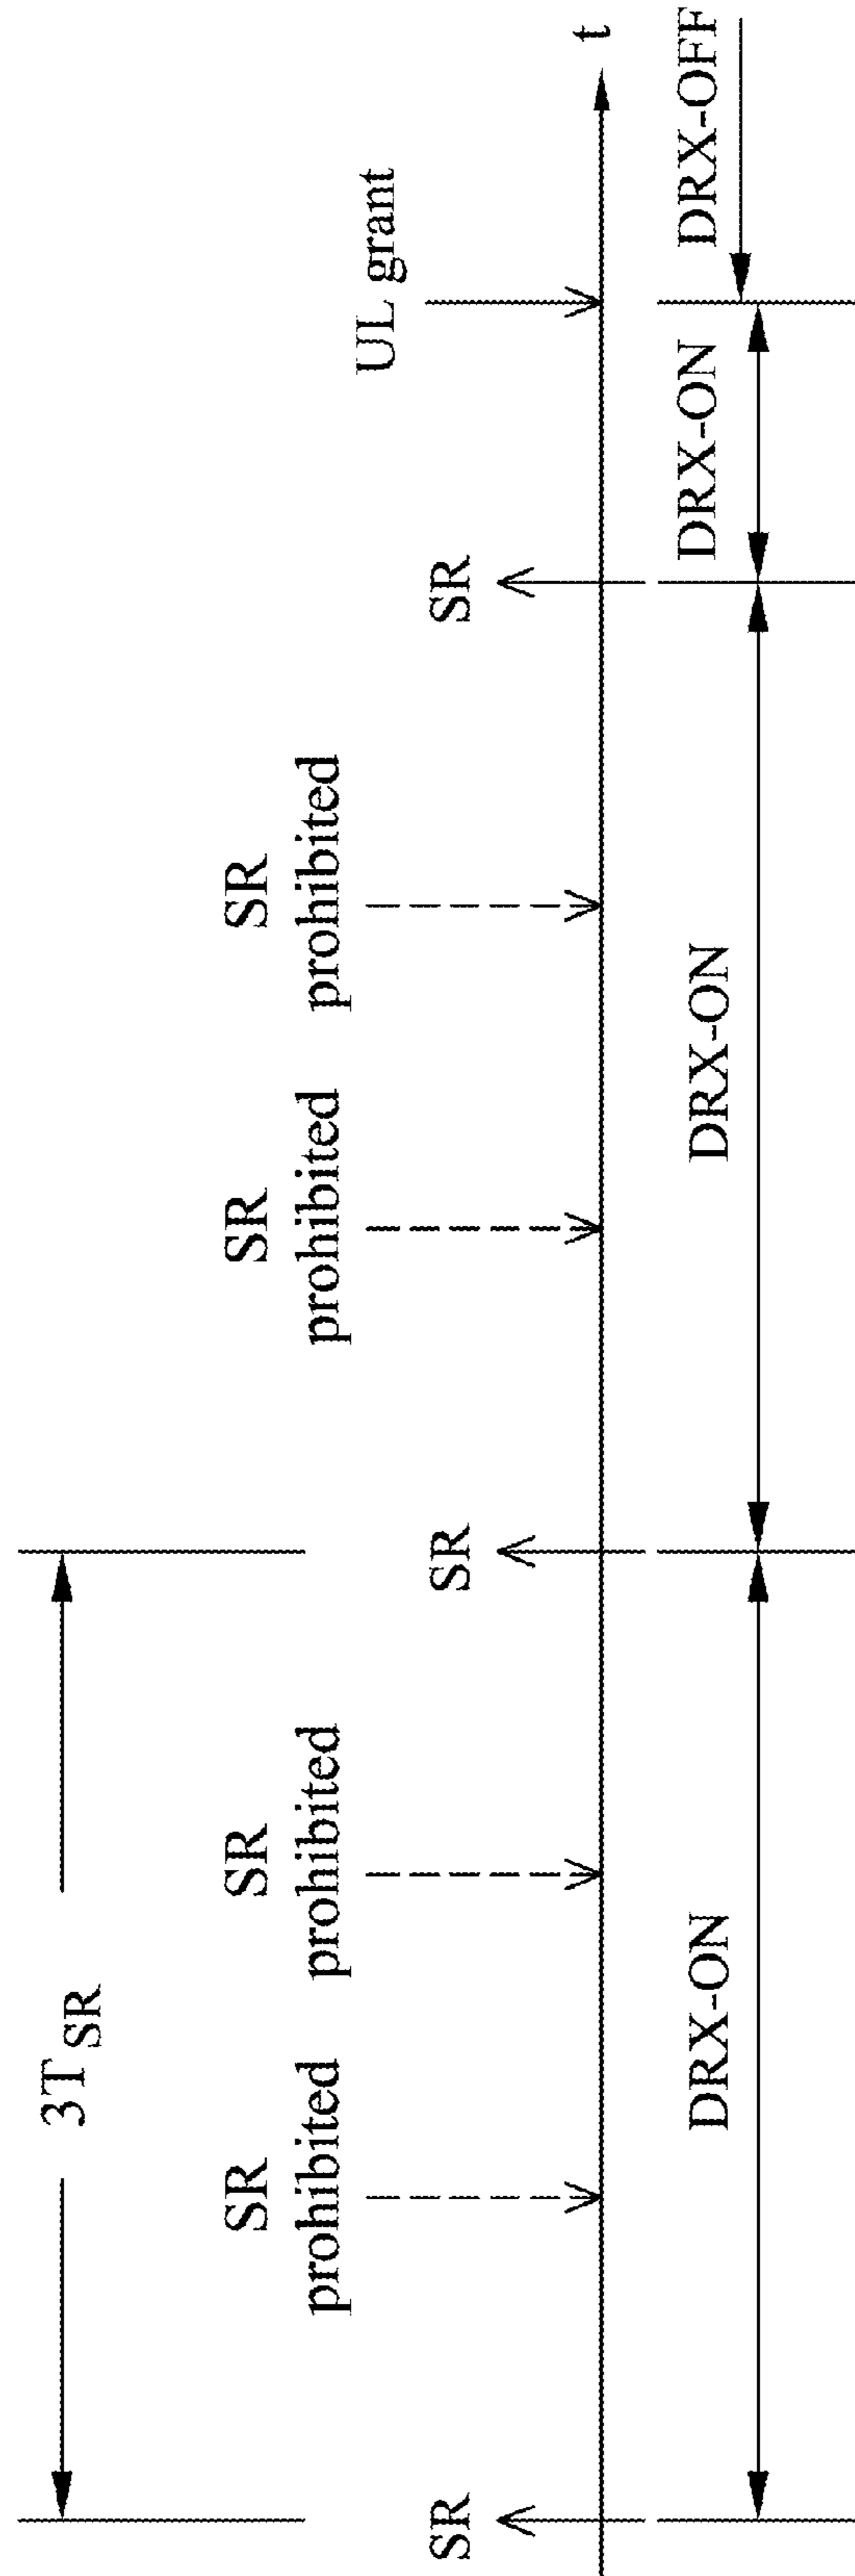 3T SR
SR
prohibited
SR
prohibited
SR
prohibited
SR
prohibited
UL grant
SR
SR
SR
t
DRX-ON
DRX-ON
DRX-ON
DRX-OFF